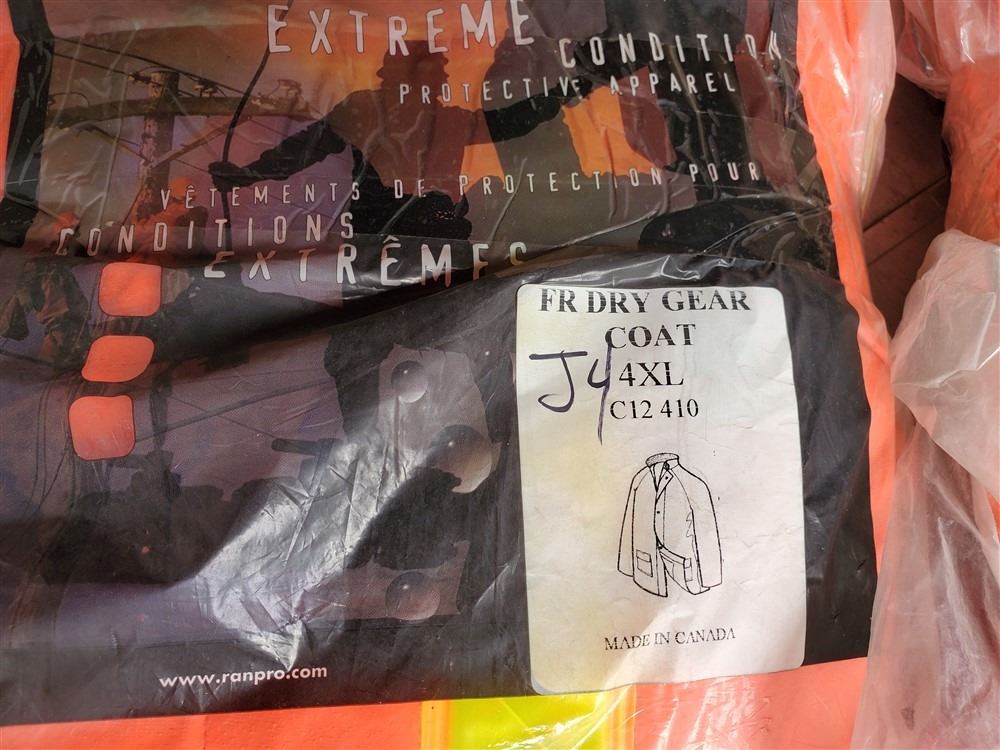 EXTREME
CONDITION
PROTECTIVE APPAREL
VÊTEMENTS DE PROTECTION POUR
CONDITIONS
EXTRÊMES
FR DRY GEAR
COAT
J4 4XL
C12 410
MADE IN CANADA
www.ranpro.com